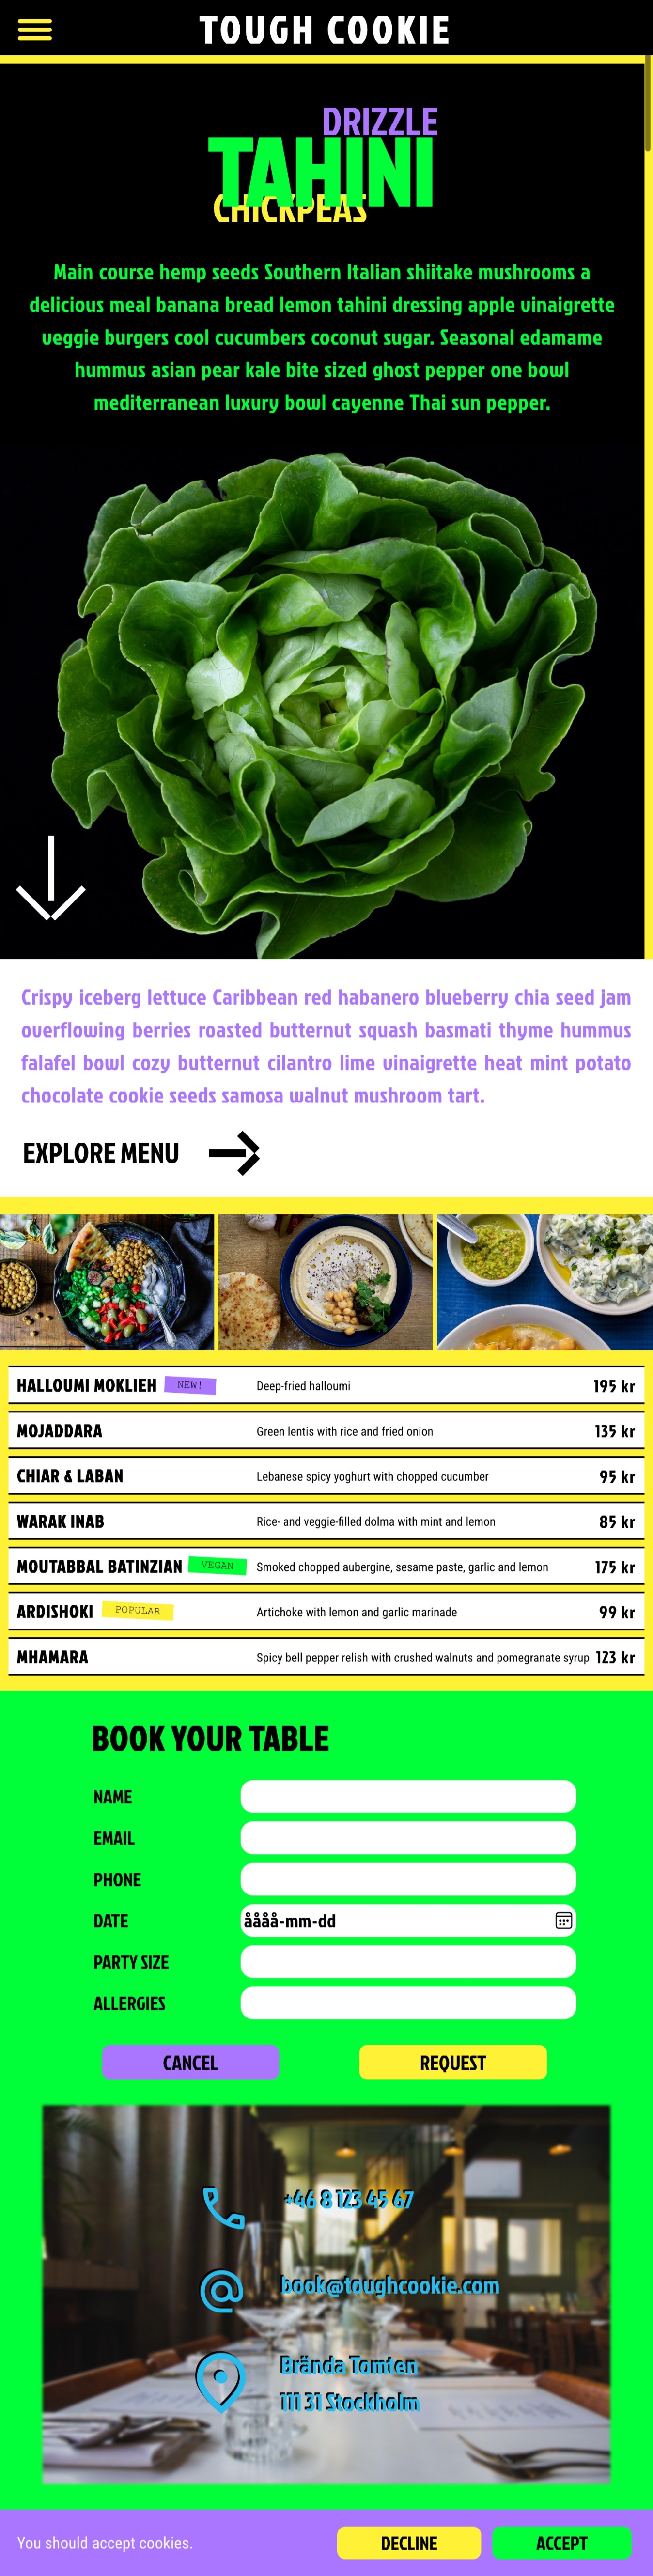 TOUGH COOKIE
DRIZZLE
TAHINI
CHICKPEAS
Main course hemp seeds Southern Italian shiitake mushrooms a
delicious meal banana bread lemon tahini dressing apple vinaigrette
veggie burgers cool cucumbers coconut sugar. Seasonal edamame
hummus asian pear kale bite sized ghost pepper one bowl
mediterranean luxury bowl cayenne Thai sun pepper.
Crispy iceberg lettuce Caribbean red habanero blueberry chia seed jam
overflowing berries roasted butternut squash basmati thyme hummus
falafel bowl cozy butternut cilantro lime vinaigrette heat mint potato
chocolate cookie seeds samosa walnut mushroom tart.
EXPLORE MENU
HALLOUMI MOKLIEH NEW! Deep-fried halloumi 195 kr
MOJADDARA Green lentis with rice and fried onion 135 kr
CHIAR & LABAN Lebanese spicy yoghurt with chopped cucumber 95 kr
WARAK INAB Rice- and veggie-filled dolma with mint and lemon 85 kr
MOUTABBAL BATINZIAN VEGAN Smoked chopped aubergine, sesame paste, garlic and lemon 175 kr
ARDISHOKI POPULAR Artichoke with lemon and garlic marinade 99 kr
MHAMARA Spicy bell pepper relish with crushed walnuts and pomegranate syrup 123 kr
BOOK YOUR TABLE
NAME
EMAIL
PHONE
DATE åååå-mm-dd
PARTY SIZE
ALLERGIES
CANCEL REQUEST
+46 8 123 45 67
book@toughcookie.com
Brända Tomten
111 31 Stockholm
You should accept cookies. DECLINE ACCEPT